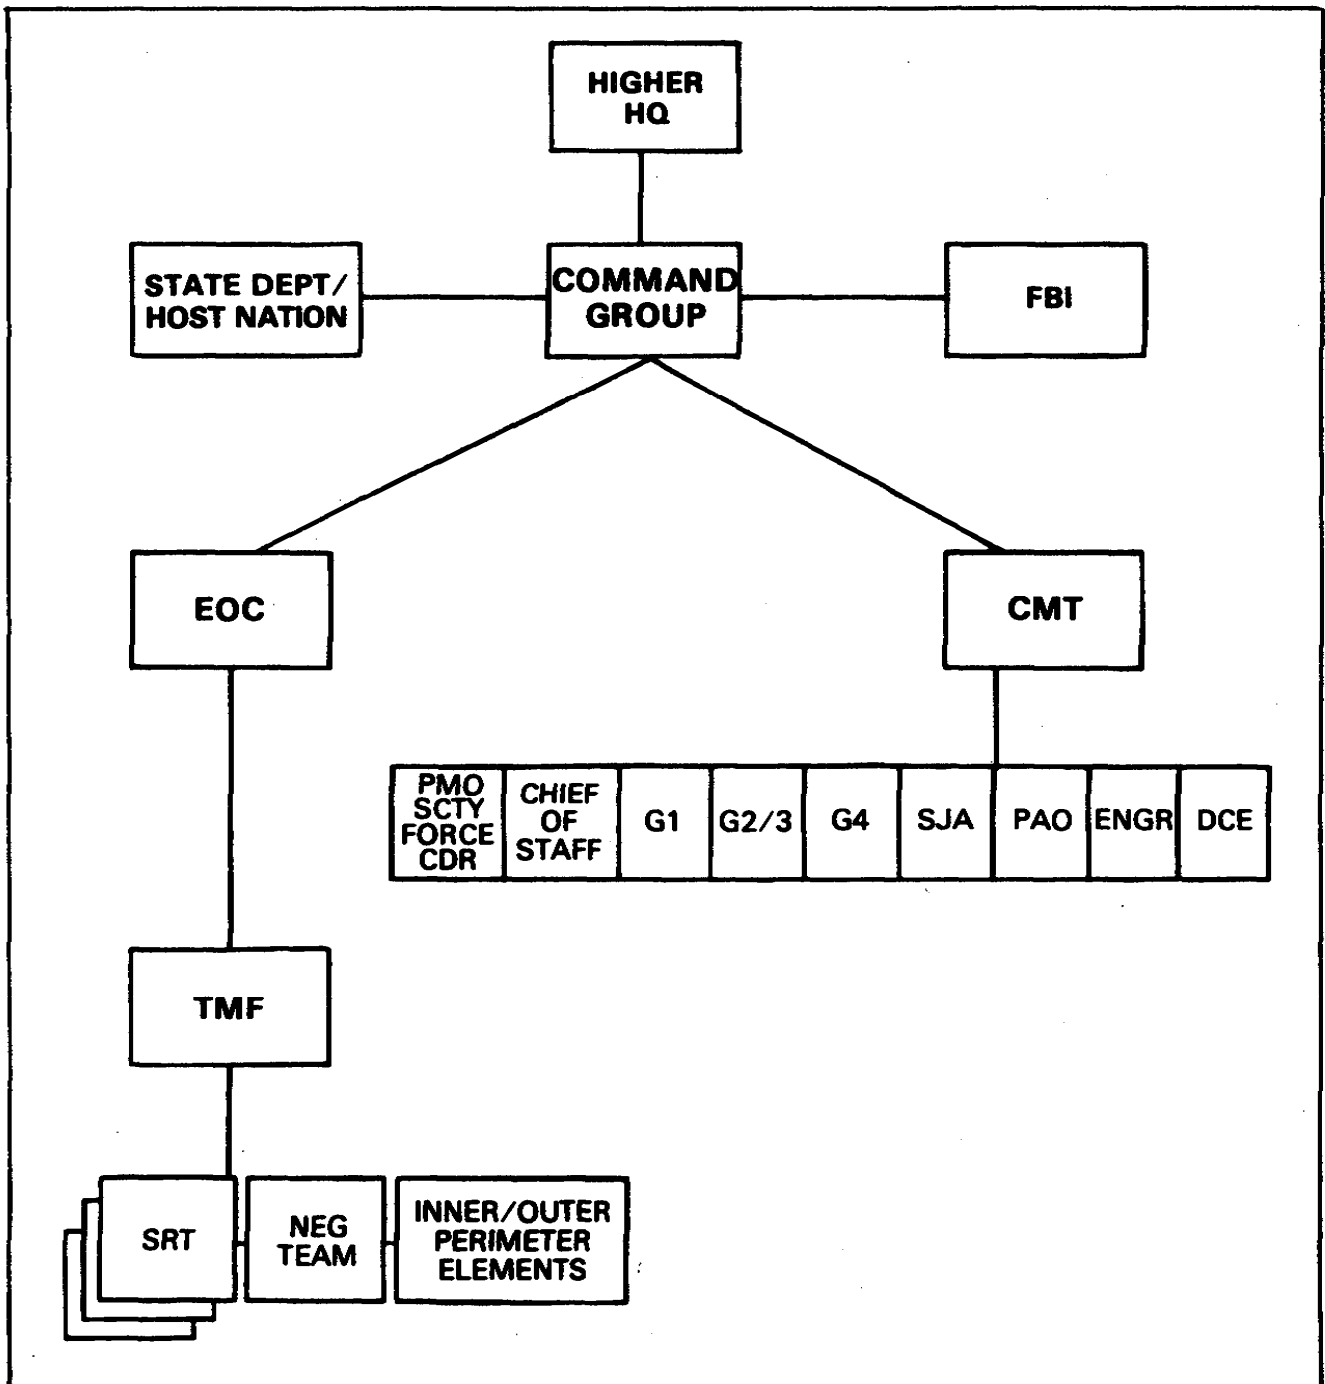 HIGHER
HQ
STATE DEPT/
HOST NATION
COMMAND
GROUP
FBI
EOC
CMT
PMO
SCTY
FORCE
CDR
CHIEF
OF
STAFF
G1
G2/3
G4
SJA
PAO
ENGR
DCE
TMF
SRT
NEG
TEAM
INNER/OUTER
PERIMETER
ELEMENTS